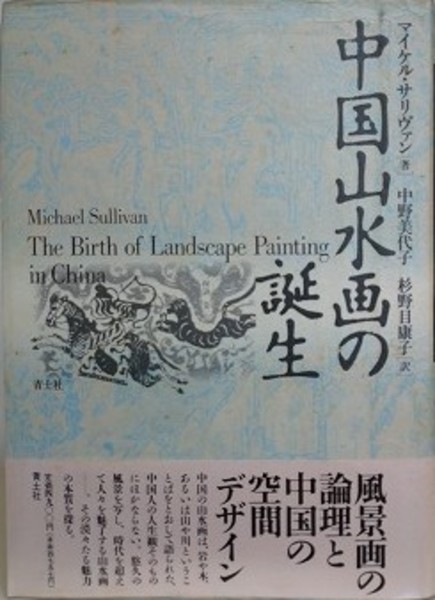 マイケル・サリヴァン 著 中野美代子 杉野目康子 訳
中国山水画の
誕生
Michael Sullivan
The Birth of Landscape Painting
in China
青土社
風景画の
論理と
中国の
空間
デザイン
中国の山水画は、岩や木、
あるいは山や川というこ
とばをとおして語られた、
中国人の人生観そのもの
にほかならない。悠久の
風景を写し、時代を超え
て人々を魅了する山水画
――、その漠々たる魅力
の本質を探る。
青土社